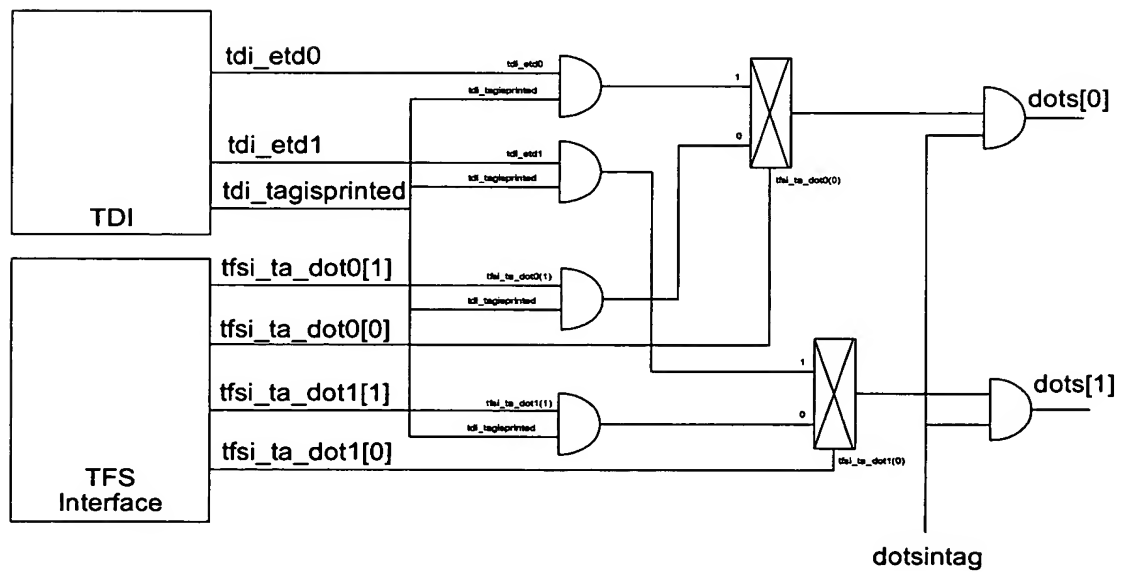 tdi_etd0
tdi_etd0
tdi_tagisprinted
1
dots[0]
tdi_etd1
tdi_etd1
0
tdi_tagisprinted
tdi_tagisprinted
tfsi_ta_dot0(0)
TDI
tfsi_ta_dot0[1]
tfsi_ta_dot0(1)
tdi_tagisprinted
tfsi_ta_dot0[0]
1
dots[1]
tfsi_ta_dot1[1]
tfsi_ta_dot1(1)
0
tdi_tagisprinted
tfsi_ta_dot1[0]
tfsi_ta_dot1(0)
TFS
Interface
dotsintag